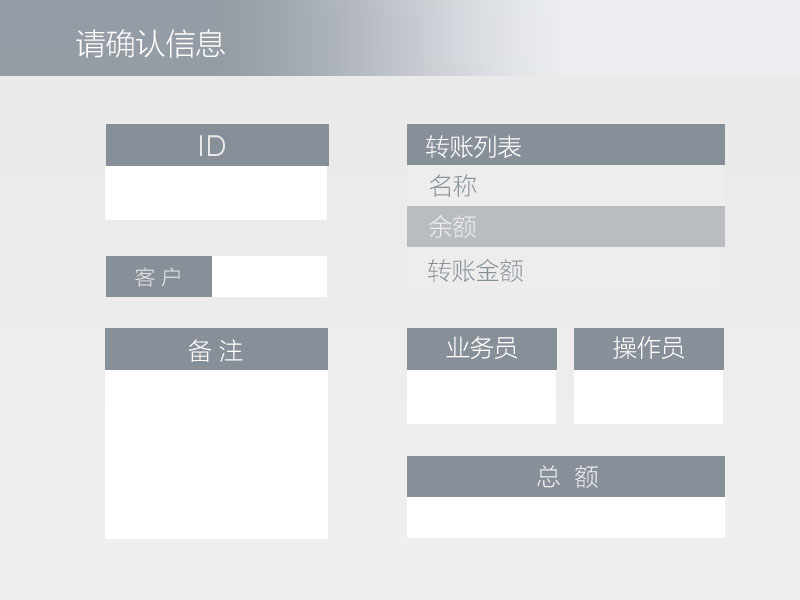 请确认信息
ID
客 户
备 注
转账列表
名称
余额
转账金额
业务员
操作员
总 额